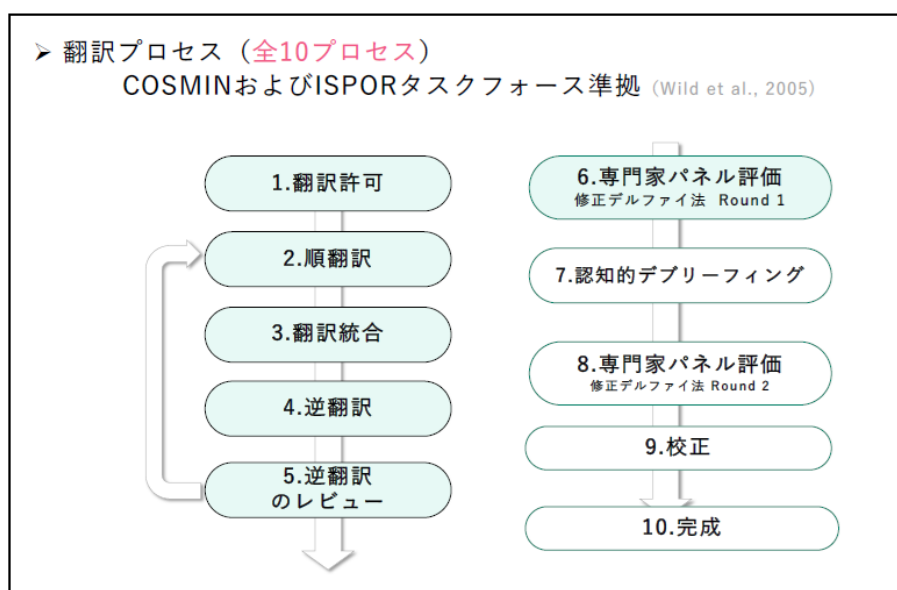 ➢ 翻訳プロセス（全10プロセス）
COSMINおよびISPORタスクフォース準拠（Wild et al., 2005）
1.翻訳許可
2.順翻訳
3.翻訳統合
4.逆翻訳
5.逆翻訳
のレビュー
6.専門家パネル評価
修正デルファイ法 Round 1
7.認知的デブリーフィング
8.専門家パネル評価
修正デルファイ法 Round 2
9.校正
10.完成